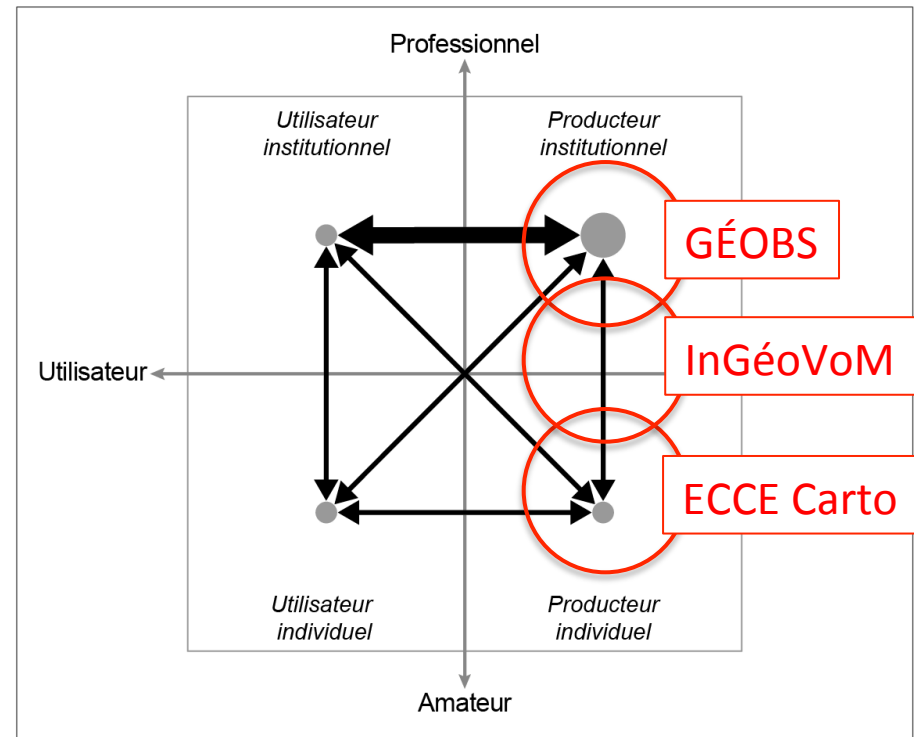 Professionnel
Utilisateur
institutionnel
Producteur
institutionnel
GÉOBS
Utilisateur
InGéoVoM
ECCE Carto
Utilisateur
individuel
Producteur
individuel
Amateur